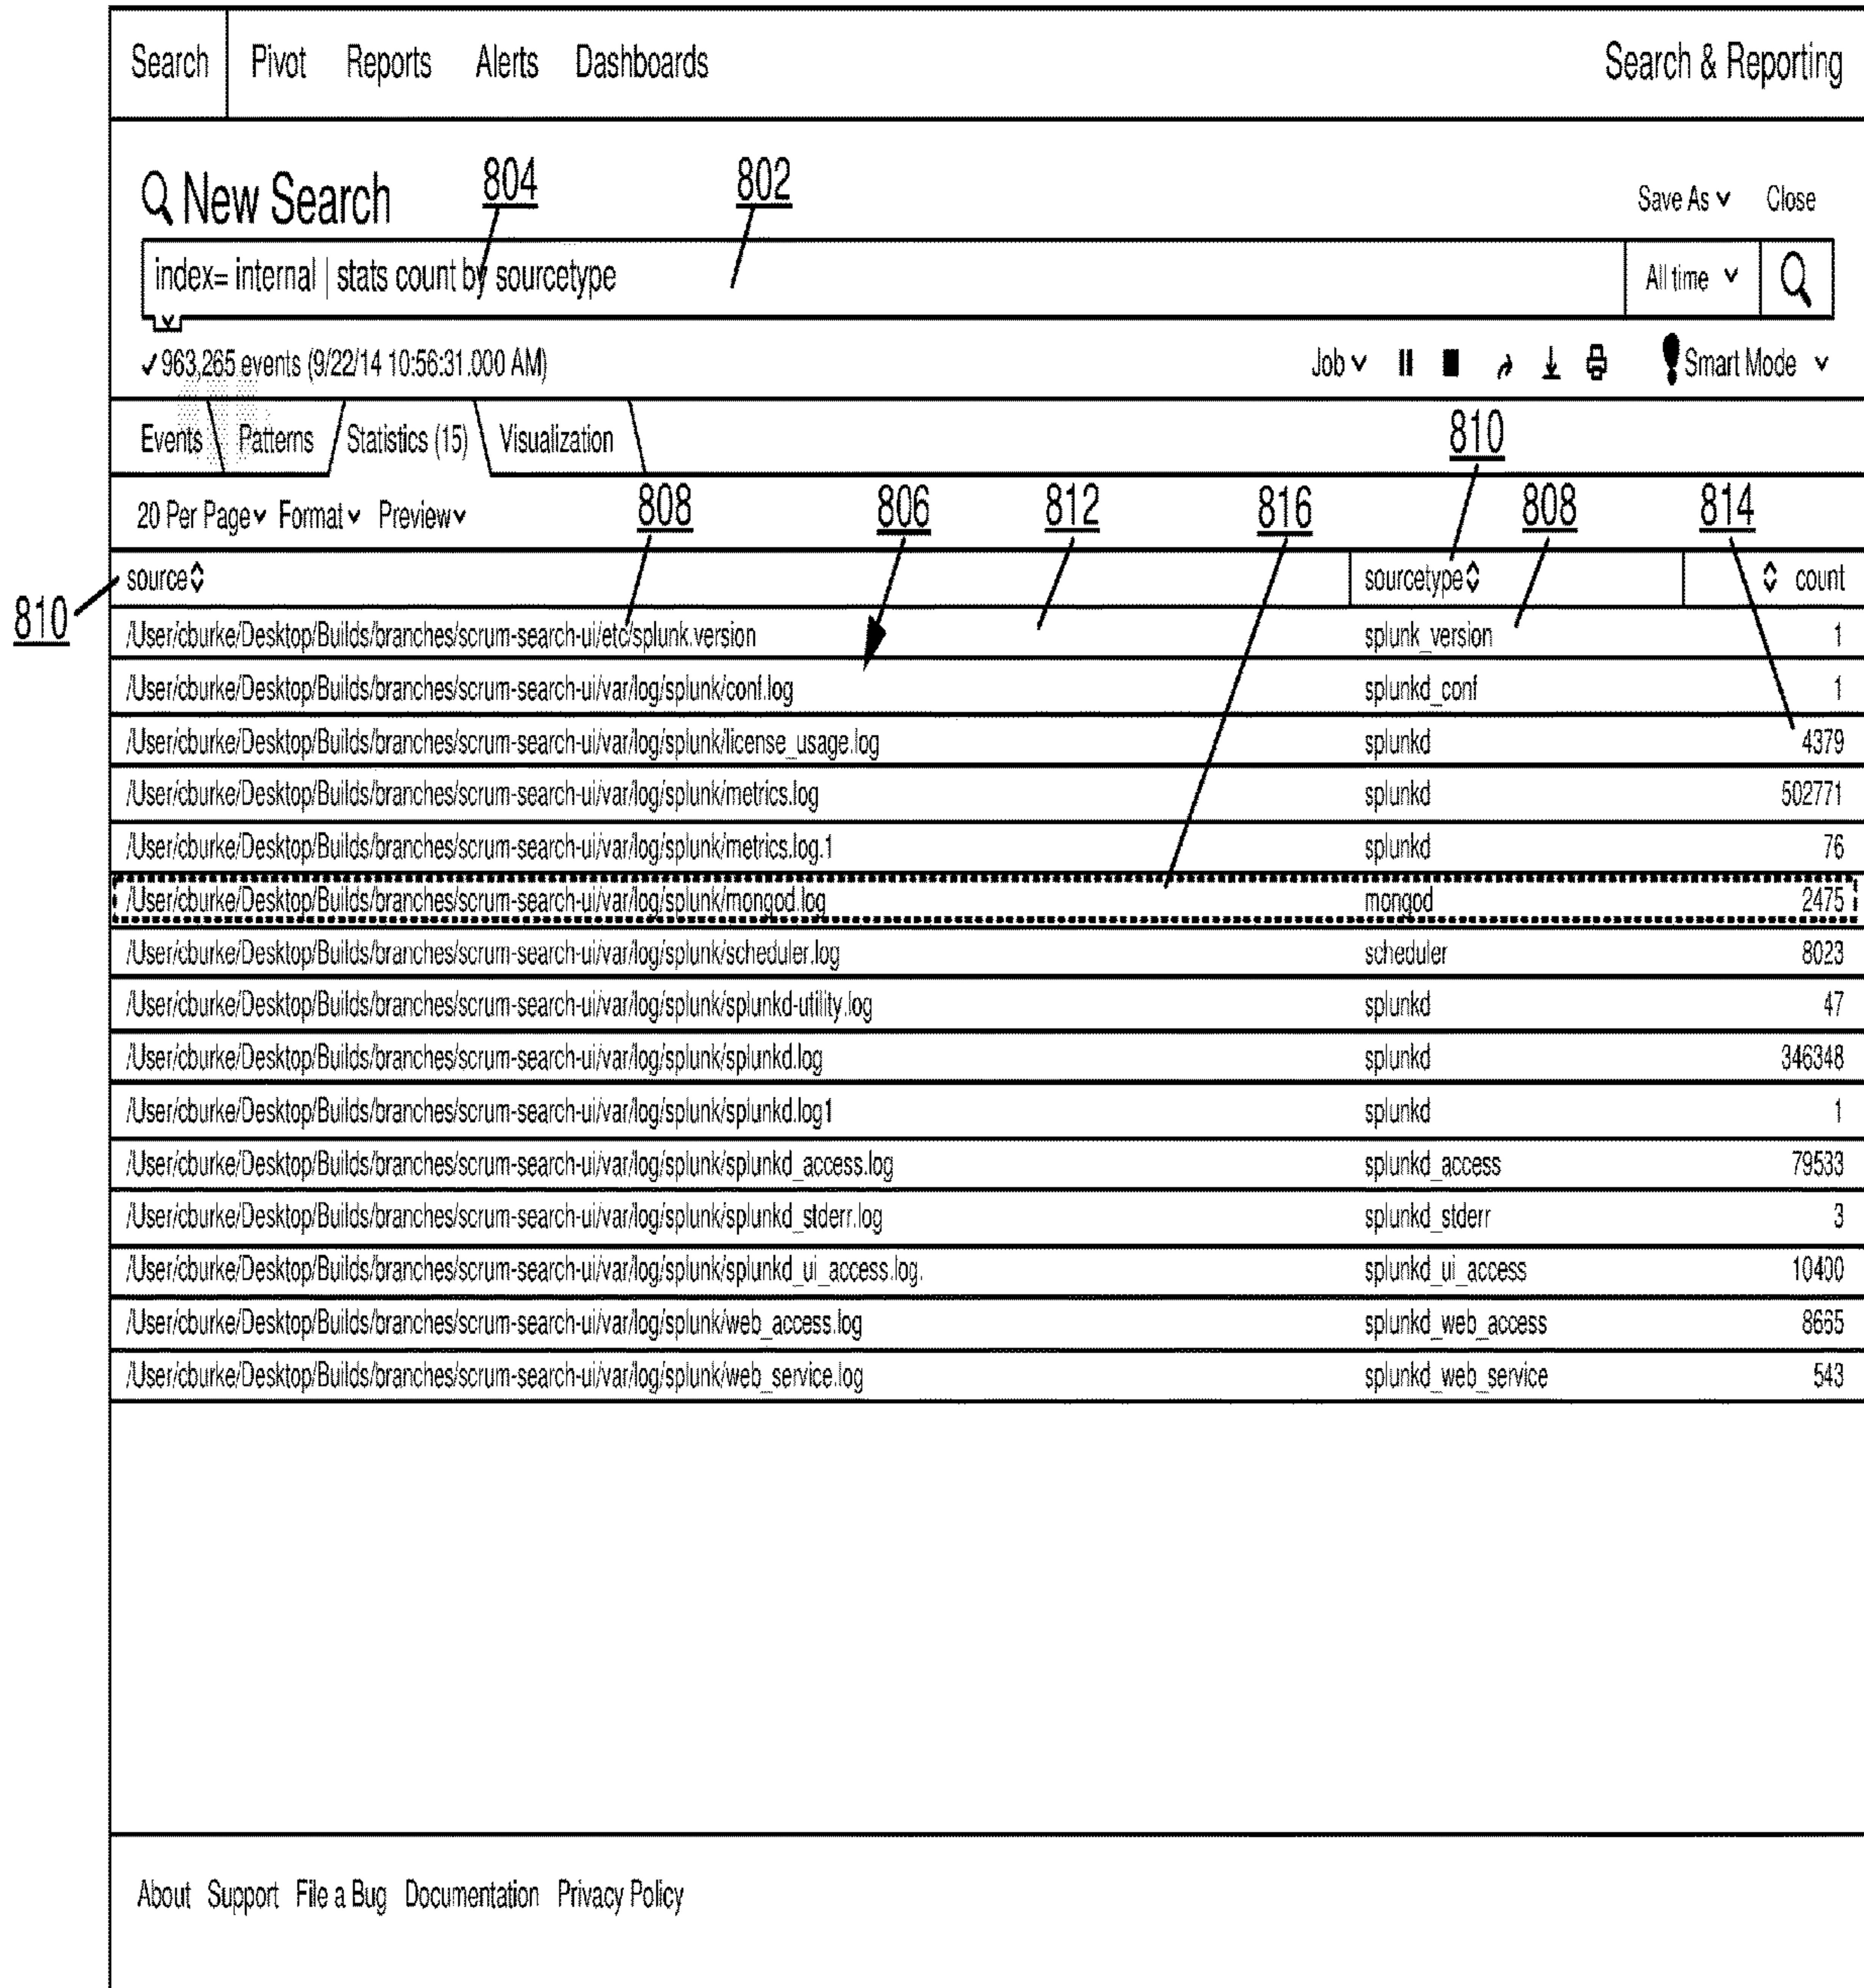 Search Pivot Reports Alerts Dashboards Search & Reporting
New Search 804 802 Save As Close
index= internal | stats count by sourcetype All time
963,265 events (9/22/14 10:56:31.000 AM) Job Smart Mode
Events Patterns Statistics (15) Visualization 810
20 Per Page Format Preview 808 806 812 816 808 814
source sourcetype count
810
/User/cburke/Desktop/Builds/branches/scrum-search-ui/etc/splunk.version splunk_version 1
/User/cburke/Desktop/Builds/branches/scrum-search-ui/var/log/splunk/conf.log splunkd_conf 1
/User/cburke/Desktop/Builds/branches/scrum-search-ui/var/log/splunk/license_usage.log splunkd 4379
/User/cburke/Desktop/Builds/branches/scrum-search-ui/var/log/splunk/metrics.log splunkd 502771
/User/cburke/Desktop/Builds/branches/scrum-search-ui/var/log/splunk/metrics.log.1 splunkd 76
/User/cburke/Desktop/Builds/branches/scrum-search-ui/var/log/splunk/mongod.log mongod 2475
/User/cburke/Desktop/Builds/branches/scrum-search-ui/var/log/splunk/scheduler.log scheduler 8023
/User/cburke/Desktop/Builds/branches/scrum-search-ui/var/log/splunk/splunkd-utility.log splunkd 47
/User/cburke/Desktop/Builds/branches/scrum-search-ui/var/log/splunk/splunkd.log splunkd 346348
/User/cburke/Desktop/Builds/branches/scrum-search-ui/var/log/splunk/splunkd.log1 splunkd 1
/User/cburke/Desktop/Builds/branches/scrum-search-ui/var/log/splunk/splunkd_access.log splunkd_access 79533
/User/cburke/Desktop/Builds/branches/scrum-search-ui/var/log/splunk/splunkd_stderr.log splunkd_stderr 3
/User/cburke/Desktop/Builds/branches/scrum-search-ui/var/log/splunk/splunkd_ui_access.log. splunkd_ui_access 10400
/User/cburke/Desktop/Builds/branches/scrum-search-ui/var/log/splunk/web_access.log splunkd_web_access 8665
/User/cburke/Desktop/Builds/branches/scrum-search-ui/var/log/splunk/web_service.log splunkd_web_service 543
About Support File a Bug Documentation Privacy Policy